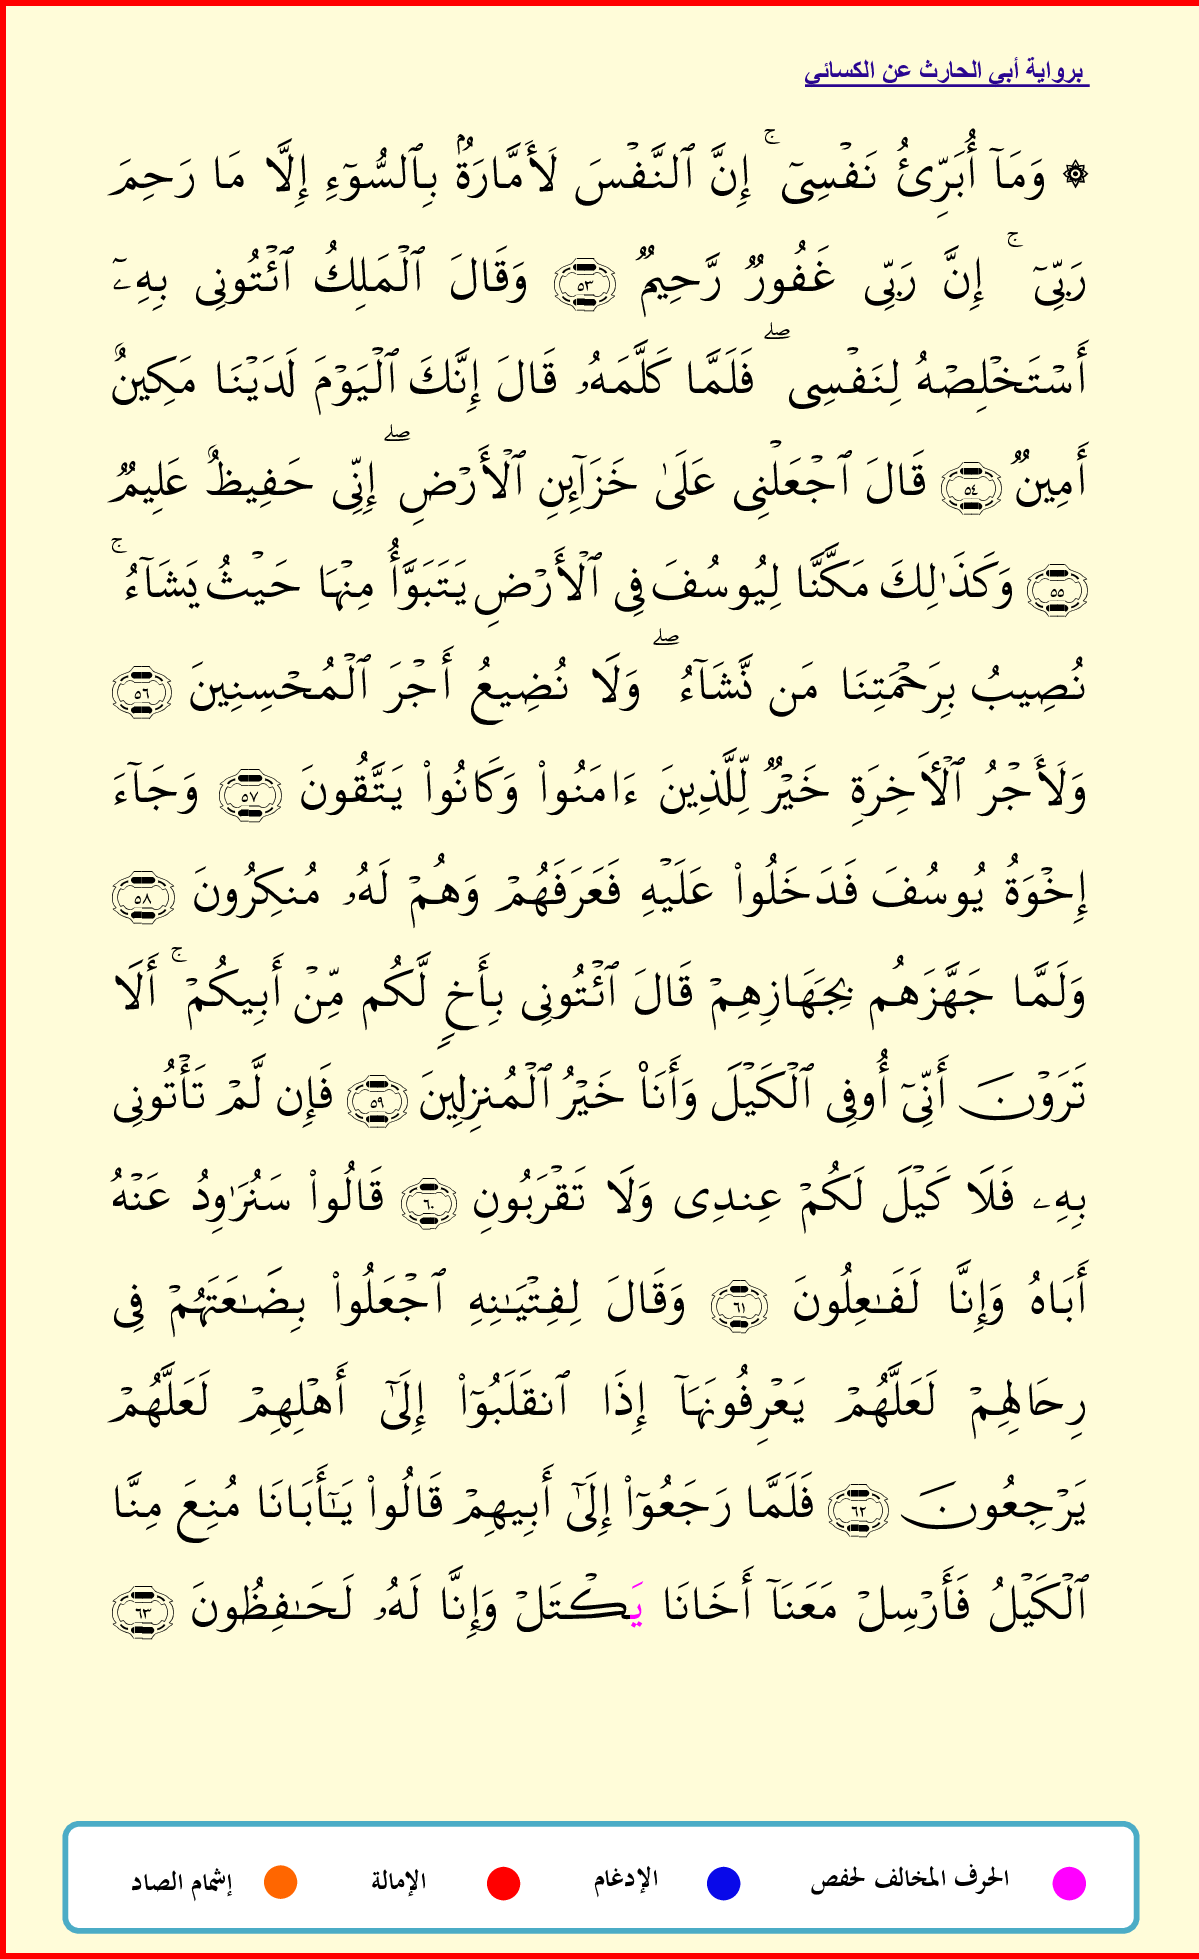 برواية أبي الحارث عن الكسائي
۞ وَمَآ أُبَرِّئُ نَفۡسِىٓۚ إِنَّ ٱلنَّفۡسَ لَأَمَّارَةُۢ بِٱلسُّوٓءِ إِلَّا مَا رَحِمَ
رَبِّىٓۚ إِنَّ رَبِّى غَفُورٞ رَّحِيمٞ ٥٣ وَقَالَ ٱلۡمَلِكُ ٱئۡتُونِى بِهِۦٓ
أَسۡتَخۡلِصۡهُ لِنَفۡسِىۖ فَلَمَّا كَلَّمَهُۥ قَالَ إِنَّكَ ٱلۡيَوۡمَ لَدَيۡنَا مَكِينٌ
أَمِينٞ ٥٤ قَالَ ٱجۡعَلۡنِى عَلَىٰ خَزَآئِنِ ٱلۡأَرۡضِۖ إِنِّى حَفِيظٌ عَلِيمٞ
٥٥ وَكَذَٰلِكَ مَكَّنَّا لِيُوسُفَ فِى ٱلۡأَرۡضِ يَتَبَوَّأُ مِنۡهَا حَيۡثُ يَشَآءُۚ
نُصِيبُ بِرَحۡمَتِنَا مَن نَّشَآءُۖ وَلَا نُضِيعُ أَجۡرَ ٱلۡمُحۡسِنِينَ ٥٦
وَلَأَجۡرُ ٱلۡأٓخِرَةِ خَيۡرٞ لِّلَّذِينَ ءَامَنُواْ وَكَانُواْ يَتَّقُونَ ٥٧ وَجَآءَ
إِخۡوَةُ يُوسُفَ فَدَخَلُواْ عَلَيۡهِ فَعَرَفَهُمۡ وَهُمۡ لَهُۥ مُنكِرُونَ ٥٨
وَلَمَّا جَهَّزَهُم بِجَهَازِهِمۡ قَالَ ٱئۡتُونِى بِأَخٖ لَّكُم مِّنۡ أَبِيكُمۡۚ أَلَا
تَرَوۡنَ أَنِّىٓ أُوفِى ٱلۡكَيۡلَ وَأَنَا۠ خَيۡرُ ٱلۡمُنزِلِينَ ٥٩ فَإِن لَّمۡ تَأۡتُونِى
بِهِۦ فَلَا كَيۡلَ لَكُمۡ عِندِى وَلَا تَقۡرَبُونِ ٦٠ قَالُواْ سَنُرَٰوِدُ عَنۡهُ
أَبَاهُ وَإِنَّا لَفَٰعِلُونَ ٦١ وَقَالَ لِفِتۡيَٰنِهِ ٱجۡعَلُواْ بِضَٰعَتَهُمۡ فِى
رِحَالِهِمۡ لَعَلَّهُمۡ يَعۡرِفُونَهَآ إِذَا ٱنقَلَبُوٓاْ إِلَىٰٓ أَهۡلِهِمۡ لَعَلَّهُمۡ
يَرۡجِعُونَ ٦٢ فَلَمَّا رَجَعُوٓاْ إِلَىٰٓ أَبِيهِمۡ قَالُواْ يَٰٓأَبَانَا مُنِعَ مِنَّا
ٱلۡكَيۡلُ فَأَرۡسِلۡ مَعَنَآ أَخَانَا يَكۡتَلۡ وَإِنَّا لَهُۥ لَحَٰفِظُونَ ٦٣
الحرف المخالف لحفص الإدغام الإمالة إشمام الصاد